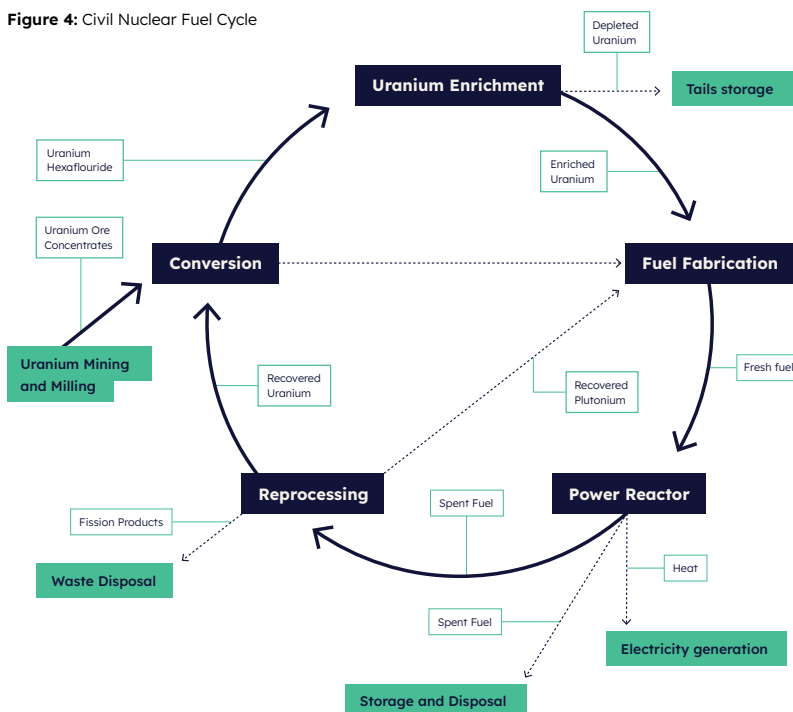 Figure 4: Civil Nuclear Fuel Cycle
Depleted
Uranium
Uranium Enrichment
Tails storage
Uranium
Hexaflouride
Enriched
Uranium
Uranium Ore
Concentrates
Conversion
Fuel Fabrication
Uranium Mining
and Milling
Recovered
Uranium
Recovered
Plutonium
Fresh fuel
Reprocessing
Power Reactor
Spent Fuel
Fission Products
Heat
Waste Disposal
Spent Fuel
Electricity generation
Storage and Disposal